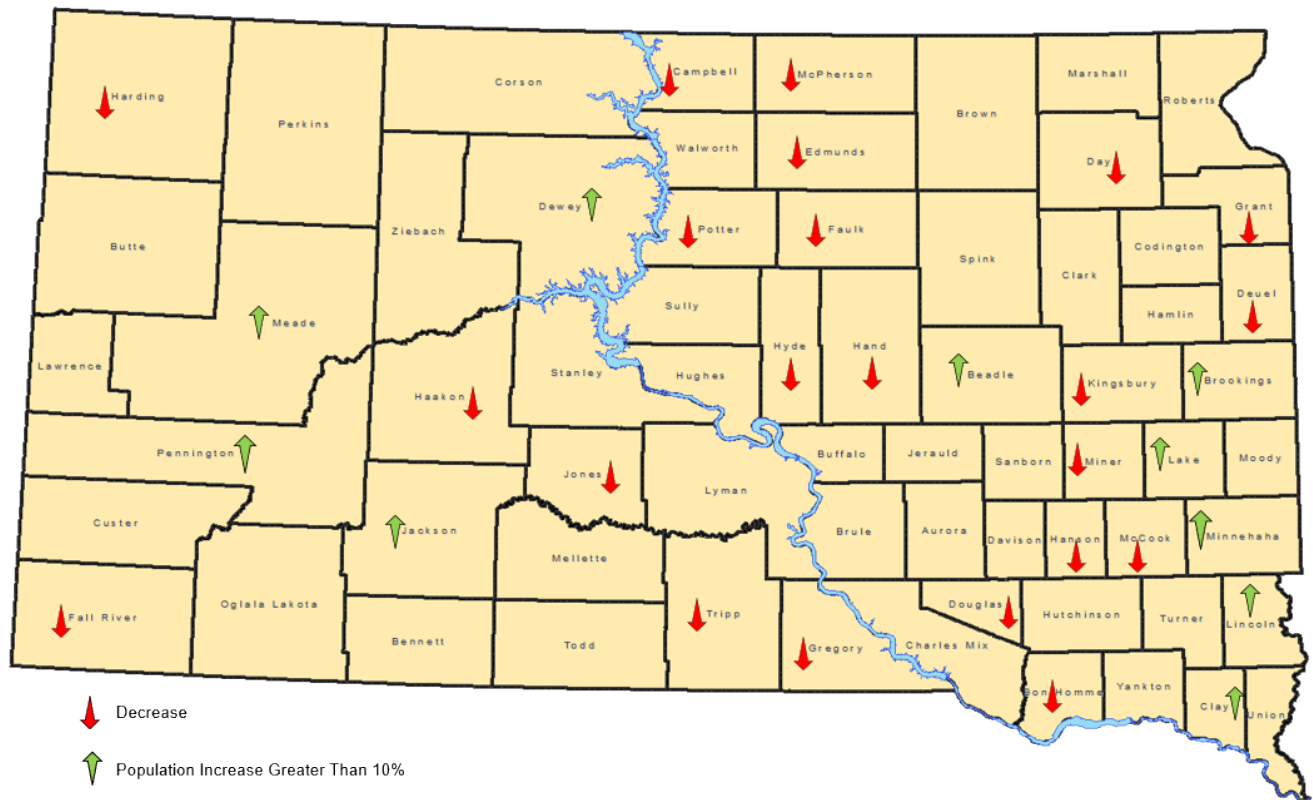 Harding
Perkins
Corson
Campbell
McPherson
Brown
Marshall
Roberts
Walworth
Edmunds
Day
Butte
Dewey
Ziebach
Potter
Faulk
Spink
Grant
Codington
Clark
Meade
Sully
Hamlin
Deuel
Lawrence
Stanley
Hughes
Hyde
Hand
Beadle
Kingsbury
Brookings
Haakon
Pennington
Jones
Lyman
Buffalo
Jerauld
Sanborn
Miner
Lake
Moody
Custer
Jackson
Mellette
Brule
Aurora
Davison
Hanson
McCook
Minnehaha
Fall River
Oglala Lakota
Bennett
Todd
Tripp
Gregory
Charles Mix
Douglas
Hutchinson
Turner
Lincoln
Bon Homme
Yankton
Clay
Union
Decrease
Population Increase Greater Than 10%